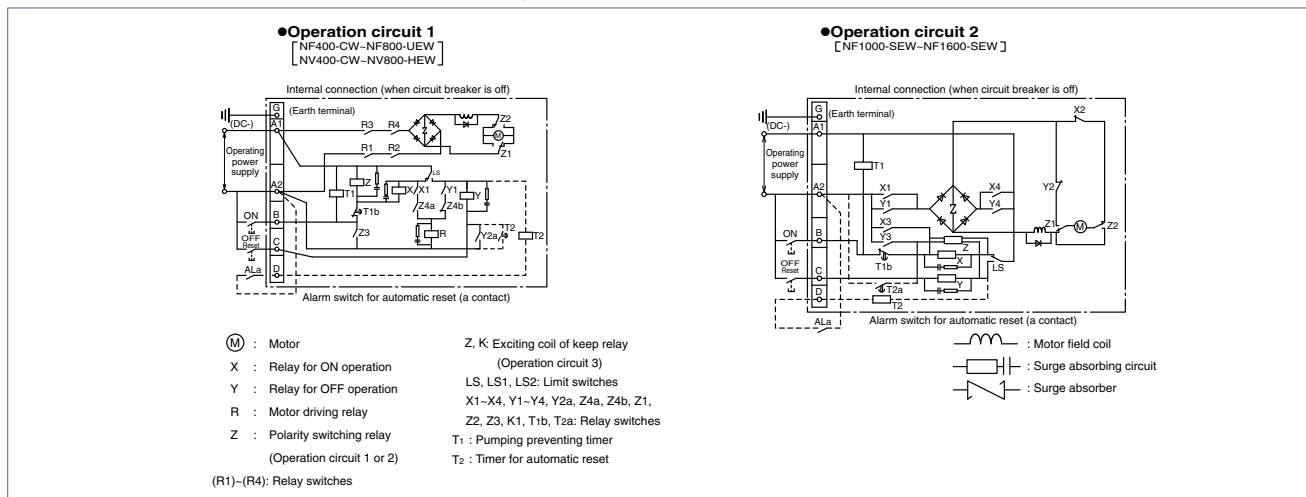 ●Operation circuit 1
[NF400-CW~NF800-UEW
NV400-CW~NV800-HEW]
Internal connection (when circuit breaker is off)
G
(Earth terminal)
(DC-)
A1
R3
R4
Z
Z2
M
Z1
R1
R2
Operating
power
supply
LS
A2
T1
Z
X
X1
Y1
Y
T1b
Z4a
Z4b
ON
B
Z3
R
Y2a
T2
T2
OFF
Reset
C
ALa
D
Alarm switch for automatic reset (a contact)
●Operation circuit 2
[NF1000-SEW~NF1600-SEW]
Internal connection (when circuit breaker is off)
G
(Earth terminal)
X2
(DC-)
A1
Operating
power
supply
T1
A2
X1
Y1
Z
X4
Y4
Y2
X3
Y3
Z1
M
Z2
ON
B
T1b
Z
X
LS
OFF
Reset
C
Y
T2a
D
T2
ALa
Alarm switch for automatic reset (a contact)
M : Motor
X : Relay for ON operation
Y : Relay for OFF operation
R : Motor driving relay
Z : Polarity switching relay
(Operation circuit 1 or 2)
(R1)~(R4): Relay switches
Z, K: Exciting coil of keep relay
(Operation circuit 3)
LS, LS1, LS2: Limit switches
X1~X4, Y1~Y4, Y2a, Z4a, Z4b, Z1,
Z2, Z3, K1, T1b, T2a: Relay switches
T1 : Pumping preventing timer
T2 : Timer for automatic reset
: Motor field coil
: Surge absorbing circuit
: Surge absorber